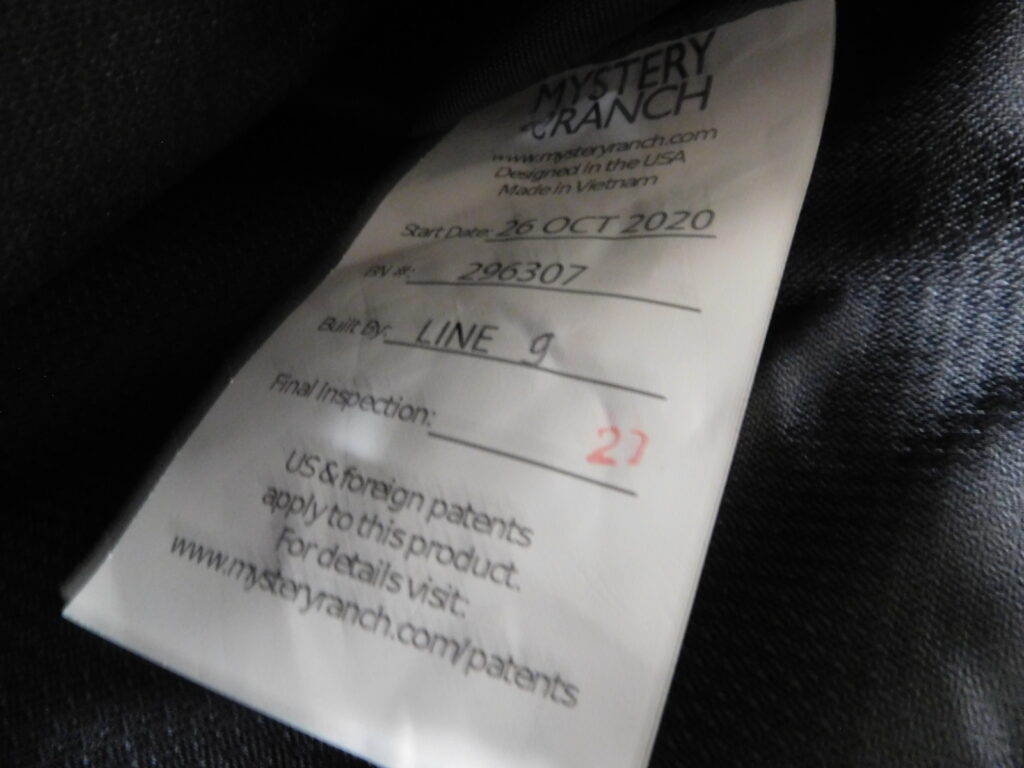 MYSTERY
RANCH
www.mysteryranch.com
Designed in the USA
Made in Vietnam
Start Date: 26 OCT 2020
BN #: 296307
Built By: LINE 9
Final Inspection: 27
US & foreign patents
apply to this product.
For details visit:
www.mysteryranch.com/patents